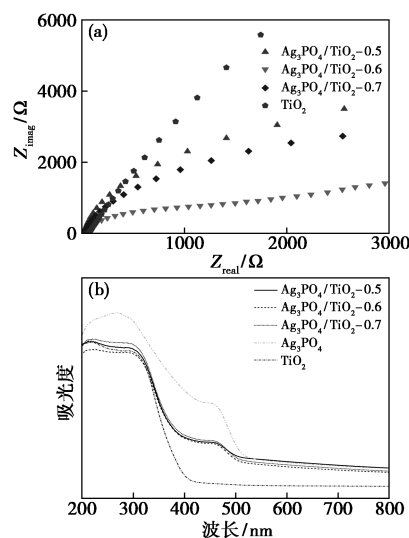 (a)
6000
4000
2000
0
Z_imag/Ω
Ag₃PO₄/TiO₂-0.5
Ag₃PO₄/TiO₂-0.6
Ag₃PO₄/TiO₂-0.7
TiO₂
0 1000 2000 3000
Z_real/Ω
(b)
Ag₃PO₄/TiO₂-0.5
Ag₃PO₄/TiO₂-0.6
Ag₃PO₄/TiO₂-0.7
Ag₃PO₄
TiO₂
吸光度
200 300 400 500 600 700 800
波长/nm